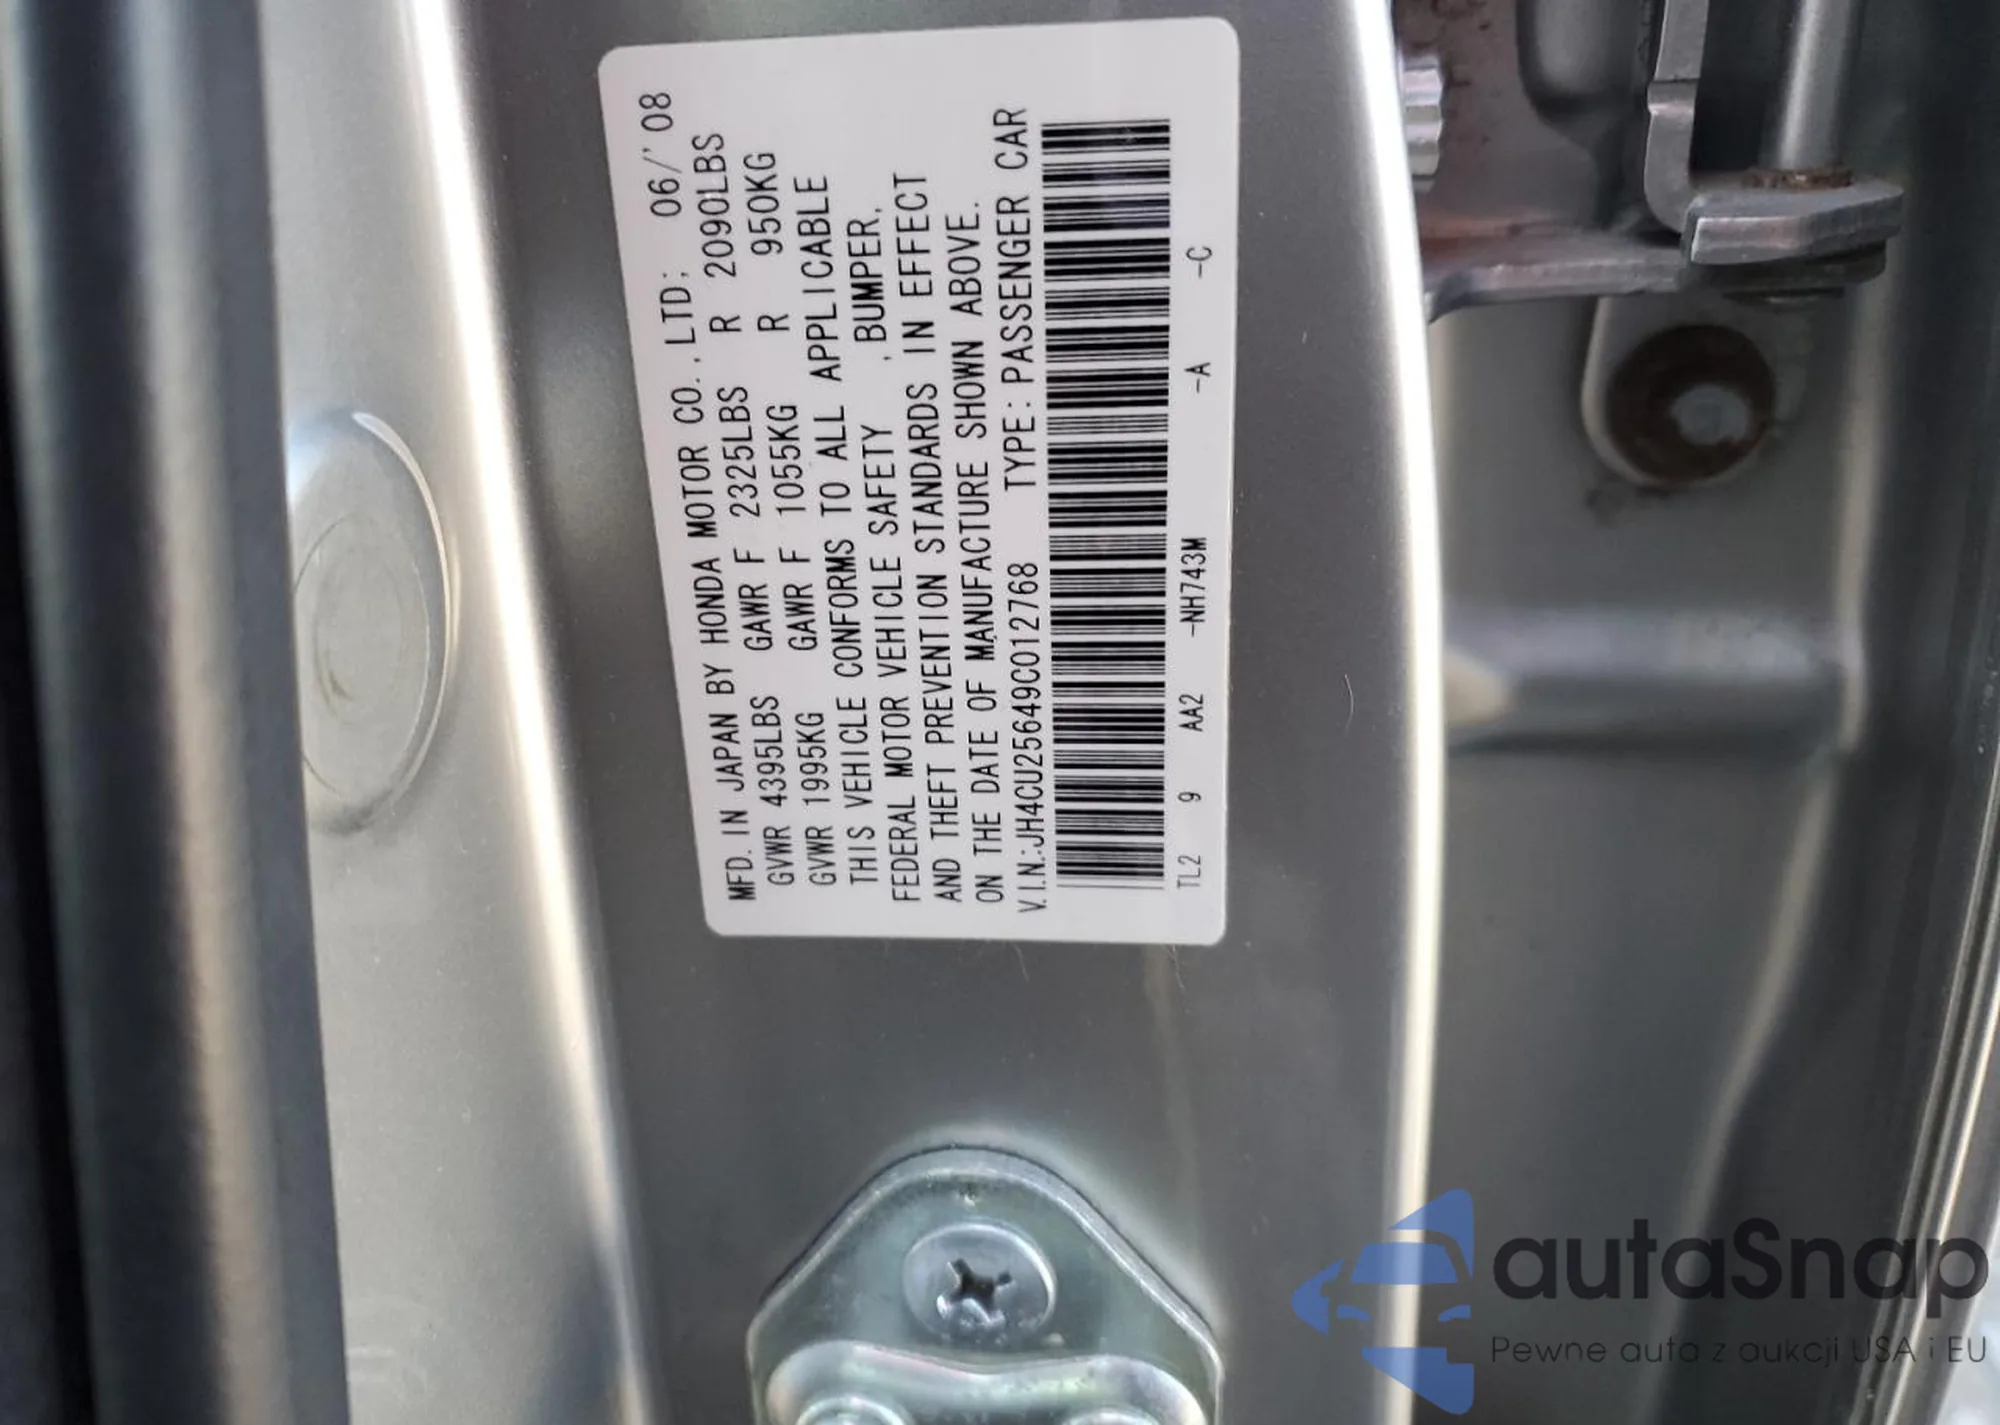 MFD. IN JAPAN BY HONDA MOTOR CO., LTD; 06/'08
GVWR 4395LBS GAWR F 2325LBS R 2090LBS
GVWR 1995KG GAWR F 1055KG R 950KG
THIS VEHICLE CONFORMS TO ALL APPLICABLE
FEDERAL MOTOR VEHICLE SAFETY , BUMPER,
AND THEFT PREVENTION STANDARDS IN EFFECT
ON THE DATE OF MANUFACTURE SHOWN ABOVE.
V.I.N.:JH4CU25649C012768 TYPE: PASSENGER CAR
TL2 9 AA2 -NH743M -A -C
autaSnap
Pewne auta z aukcji USA i EU